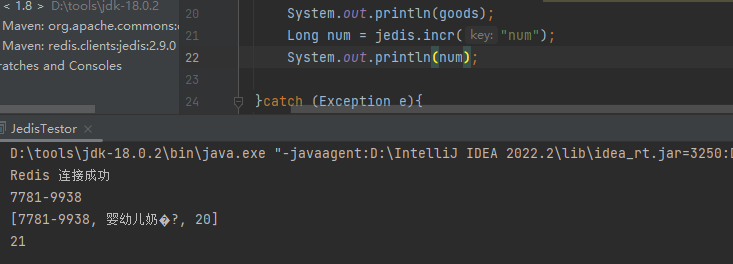 < 1.8 > D:\tools\jdk-18.0.2
Maven: org.apache.commons:
Maven: redis.clients:jedis:2.9.0
ratches and Consoles
20 System.out.println(goods);
21 Long num = jedis.incr( key: "num");
22 System.out.println(num);
23
24 }catch (Exception e){
JedisTestor ×
D:\tools\jdk-18.0.2\bin\java.exe "-javaagent:D:\IntelliJ IDEA 2022.2\lib\idea_rt.jar=3250:D
Redis 连接成功
7781-9938
[7781-9938, 婴幼儿奶�?, 20]
21